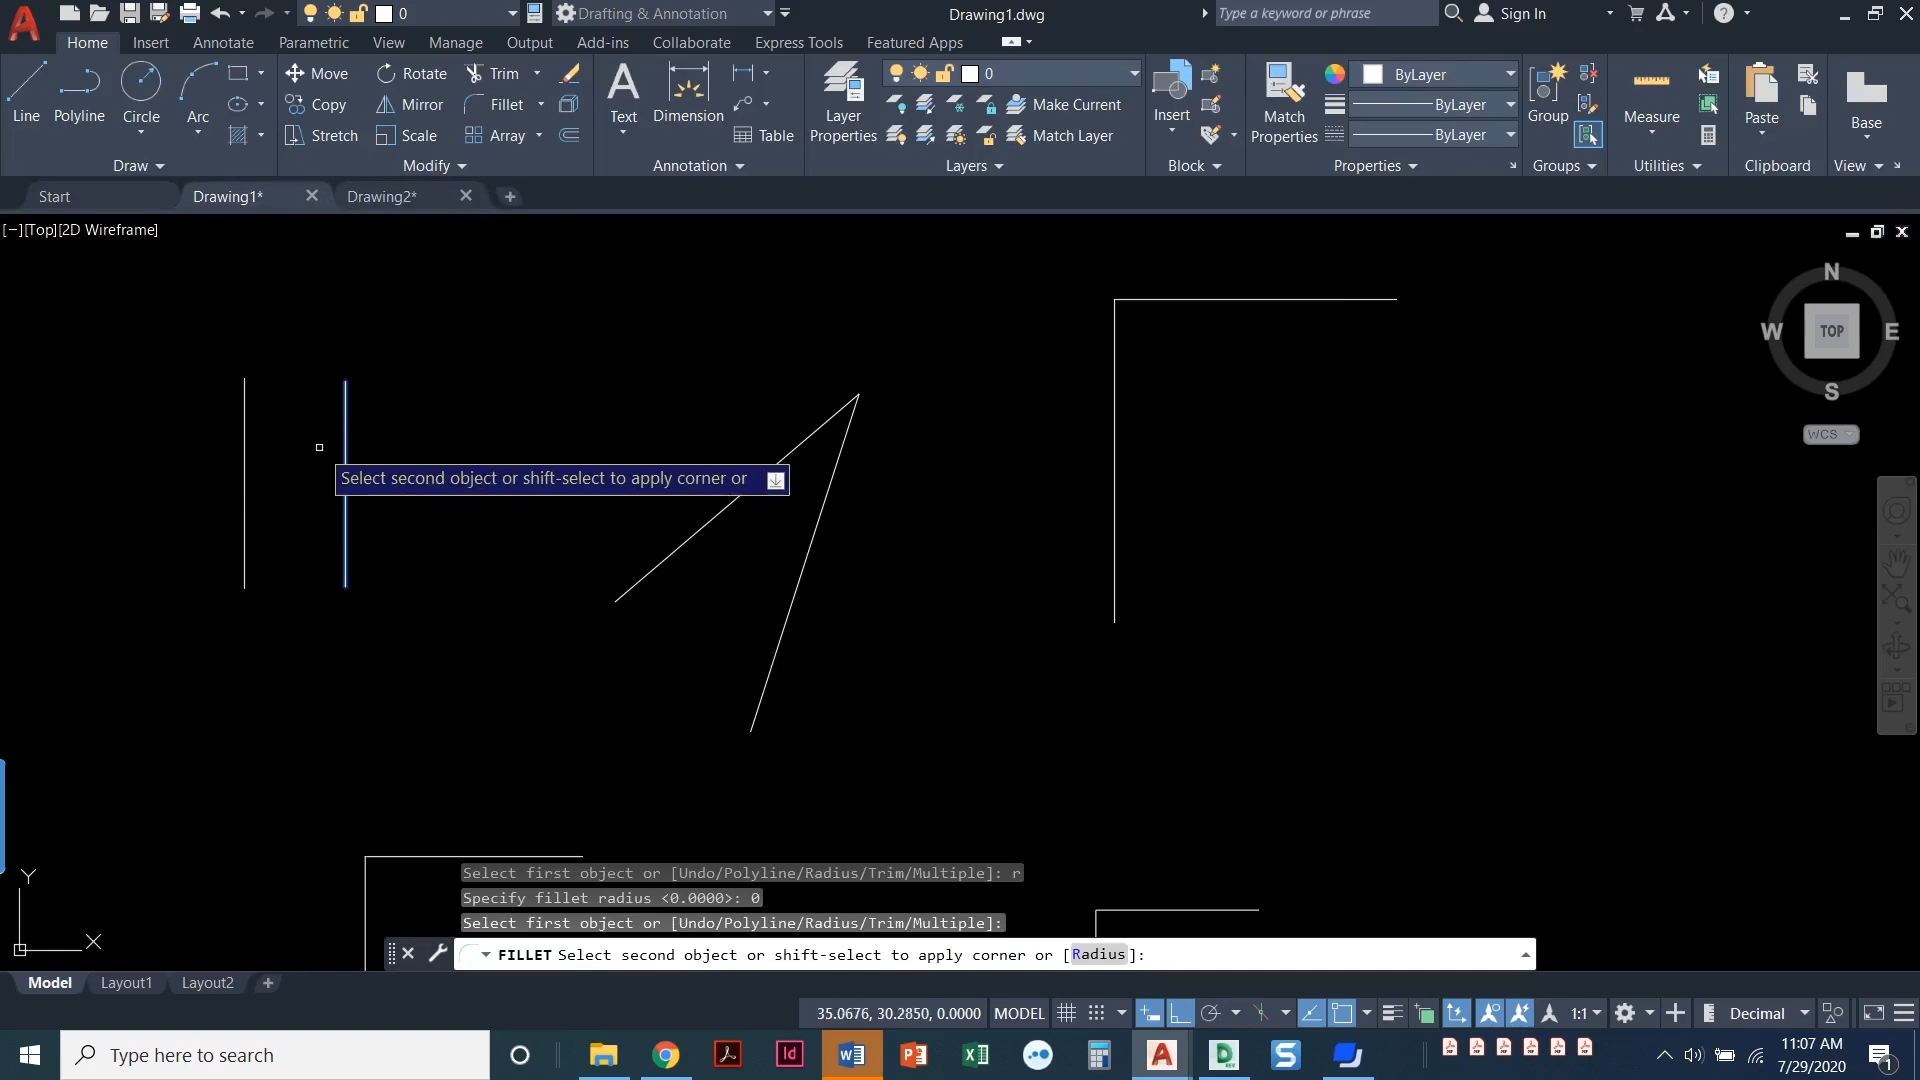 0
Drafting & Annotation
Drawing1.dwg
Type a keyword or phrase
Sign In
Home
Insert
Annotate
Parametric
View
Manage
Output
Add-ins
Collaborate
Express Tools
Featured Apps
Line
Polyline
Circle
Arc
Draw
Move
Rotate
Trim
Copy
Mirror
Fillet
Stretch
Scale
Array
Modify
Text
Dimension
Table
Annotation
Layer
Properties
0
Make Current
Match Layer
Layers
Insert
Block
Match
Properties
ByLayer
ByLayer
ByLayer
Properties
Group
Groups
Measure
Utilities
Paste
Clipboard
Base
View
Start
Drawing1*
Drawing2*
[−][Top][2D Wireframe]
N
W
TOP
E
S
WCS
Select second object or shift-select to apply corner or
Y
X
Select first object or [Undo/Polyline/Radius/Trim/Multiple]: r
Specify fillet radius <0.0000>: 0
Select first object or [Undo/Polyline/Radius/Trim/Multiple]:
FILLET Select second object or shift-select to apply corner or [Radius]:
Model
Layout1
Layout2
35.0676, 30.2850, 0.0000
MODEL
1:1
Decimal
Type here to search
11:07 AM
7/29/2020
1